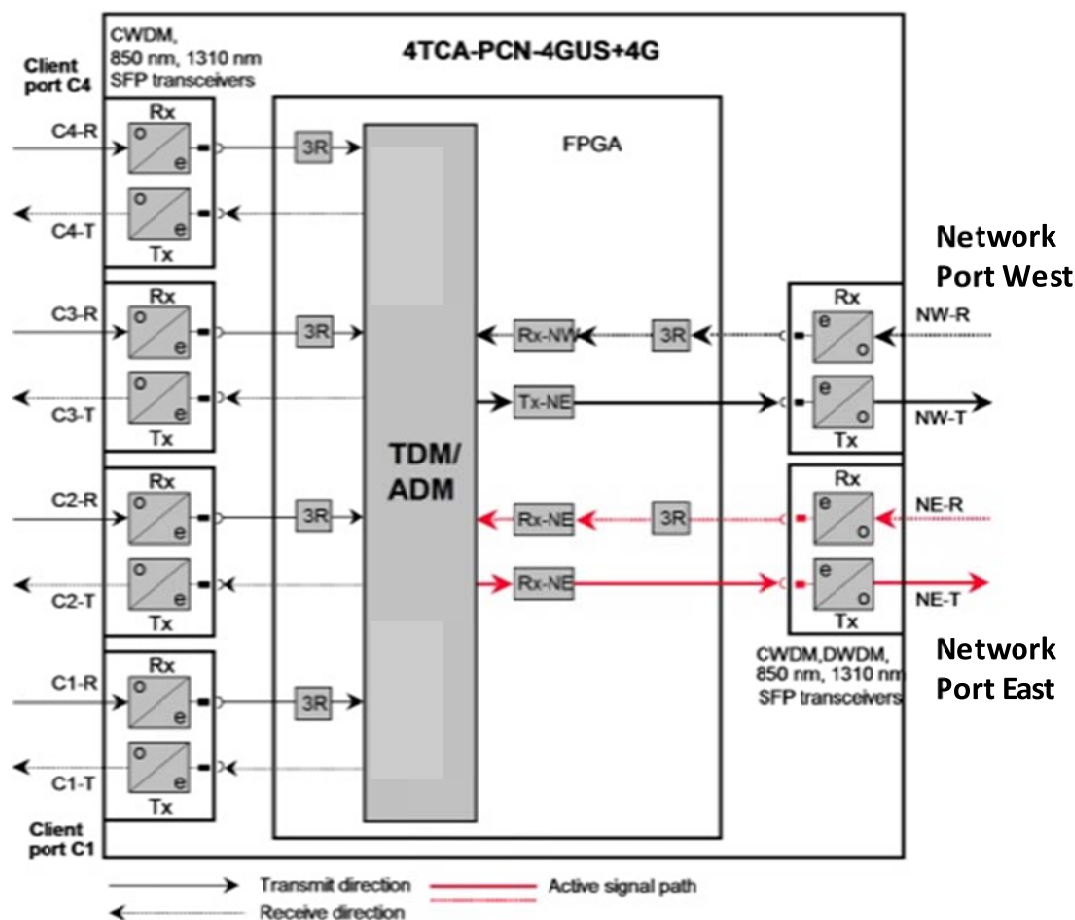 4TCA-PCN-4GUS+4G
CWDM,
850 nm, 1310 nm
SFP transceivers
Client
port C4
FPGA
Rx
C4-R
o
e
3R
o
e
C4-T
Tx
Network
Port West
Rx
C3-R
o
e
3R
Rx-NW
3R
Rx
e
o
NW-R
o
e
C3-T
Tx
Tx-NE
e
o
NW-T
Tx
TDM/
ADM
Rx
C2-R
o
e
3R
Rx-NE
3R
Rx
e
o
NE-R
o
e
C2-T
Tx
Rx-NE
e
o
NE-T
Tx
Network
Port East
CWDM,DWDM,
850 nm, 1310 nm
SFP transceivers
Rx
C1-R
o
e
3R
o
e
C1-T
Tx
Client
port C1
Transmit direction
Active signal path
Receive direction